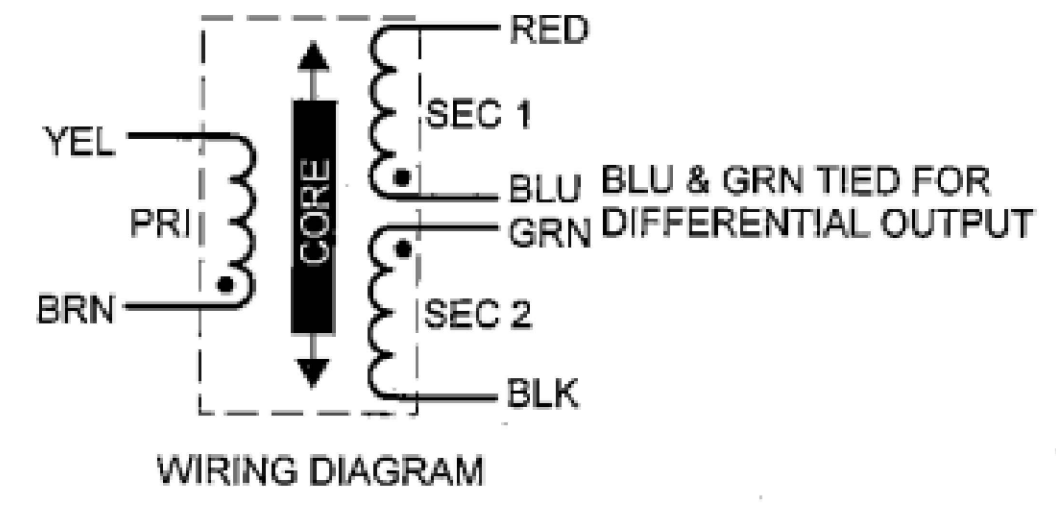 RED
SEC 1
YEL
CORE
BLU
BLU & GRN TIED FOR
DIFFERENTIAL OUTPUT
PRI
GRN
BRN
SEC 2
BLK
WIRING DIAGRAM